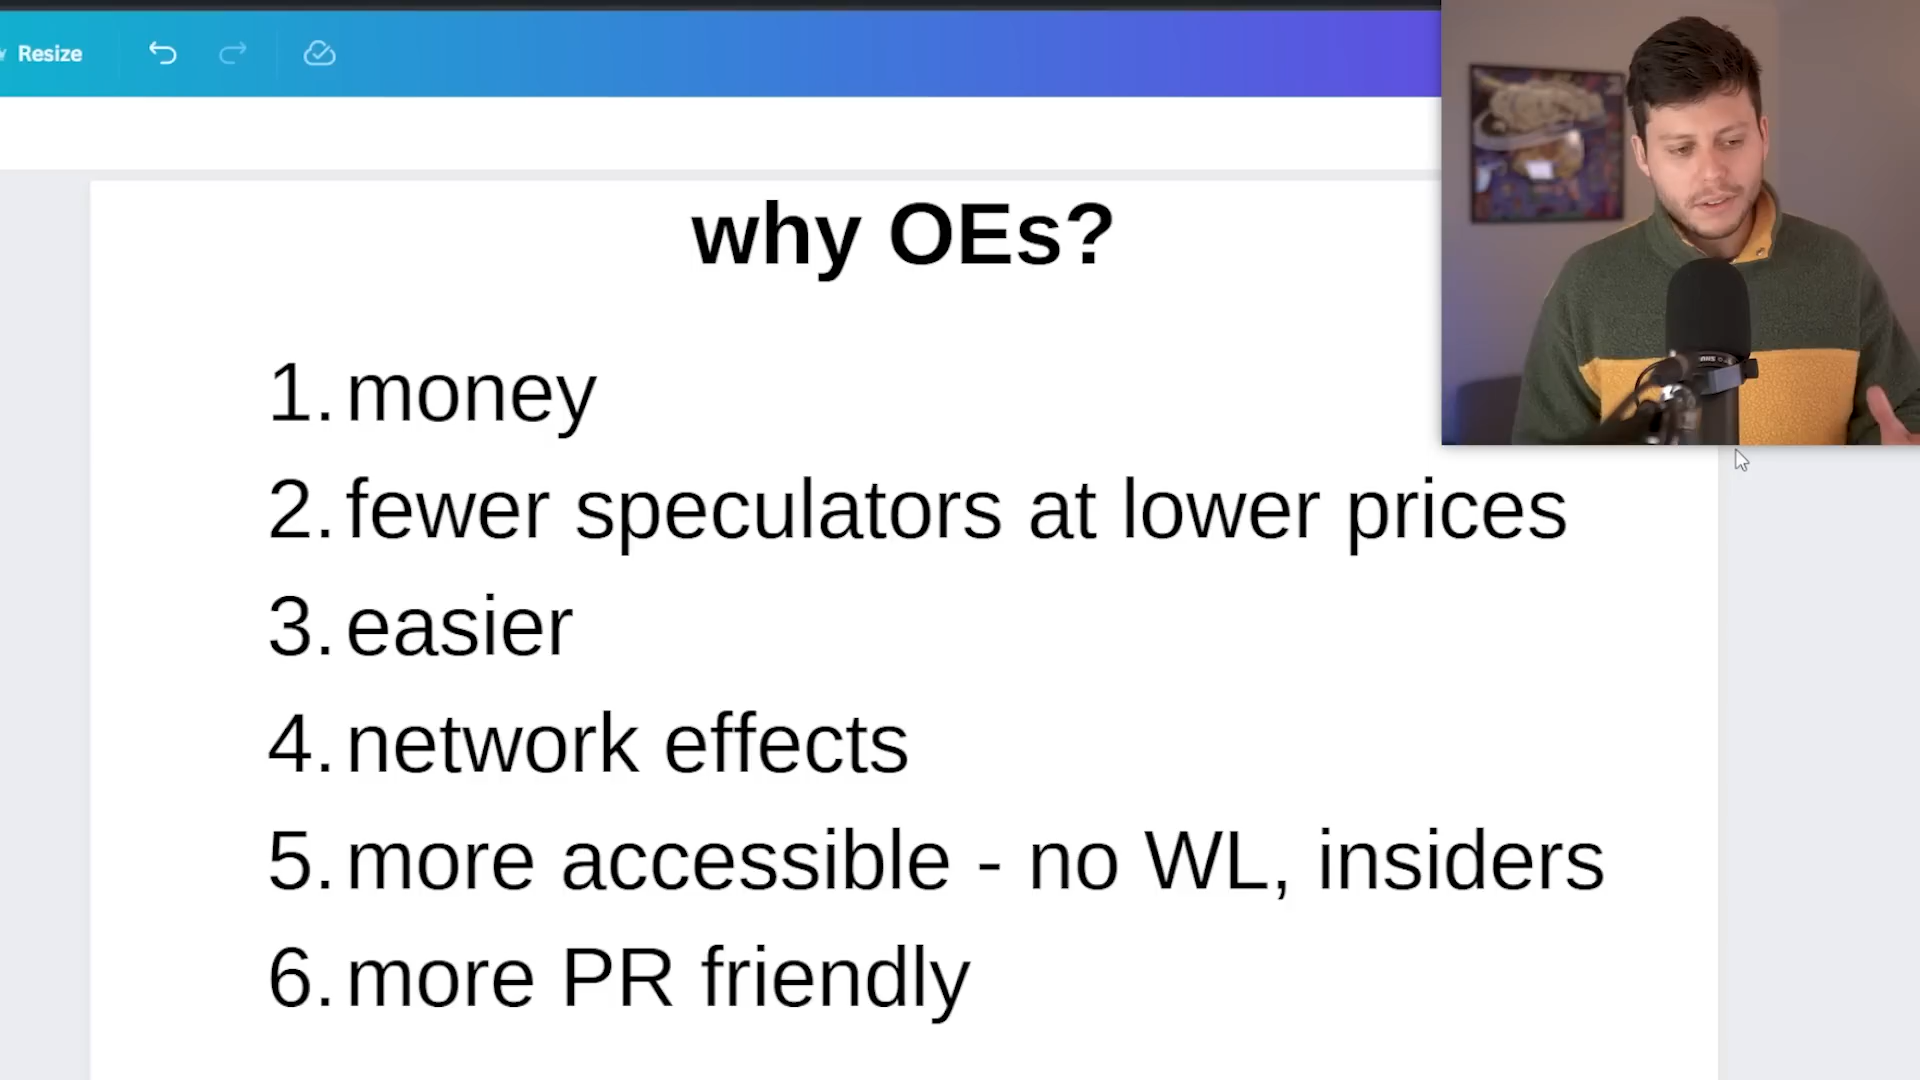 Resize
why OEs?
1. money
2. fewer speculators at lower prices
3. easier
4. network effects
5. more accessible - no WL, insiders
6. more PR friendly